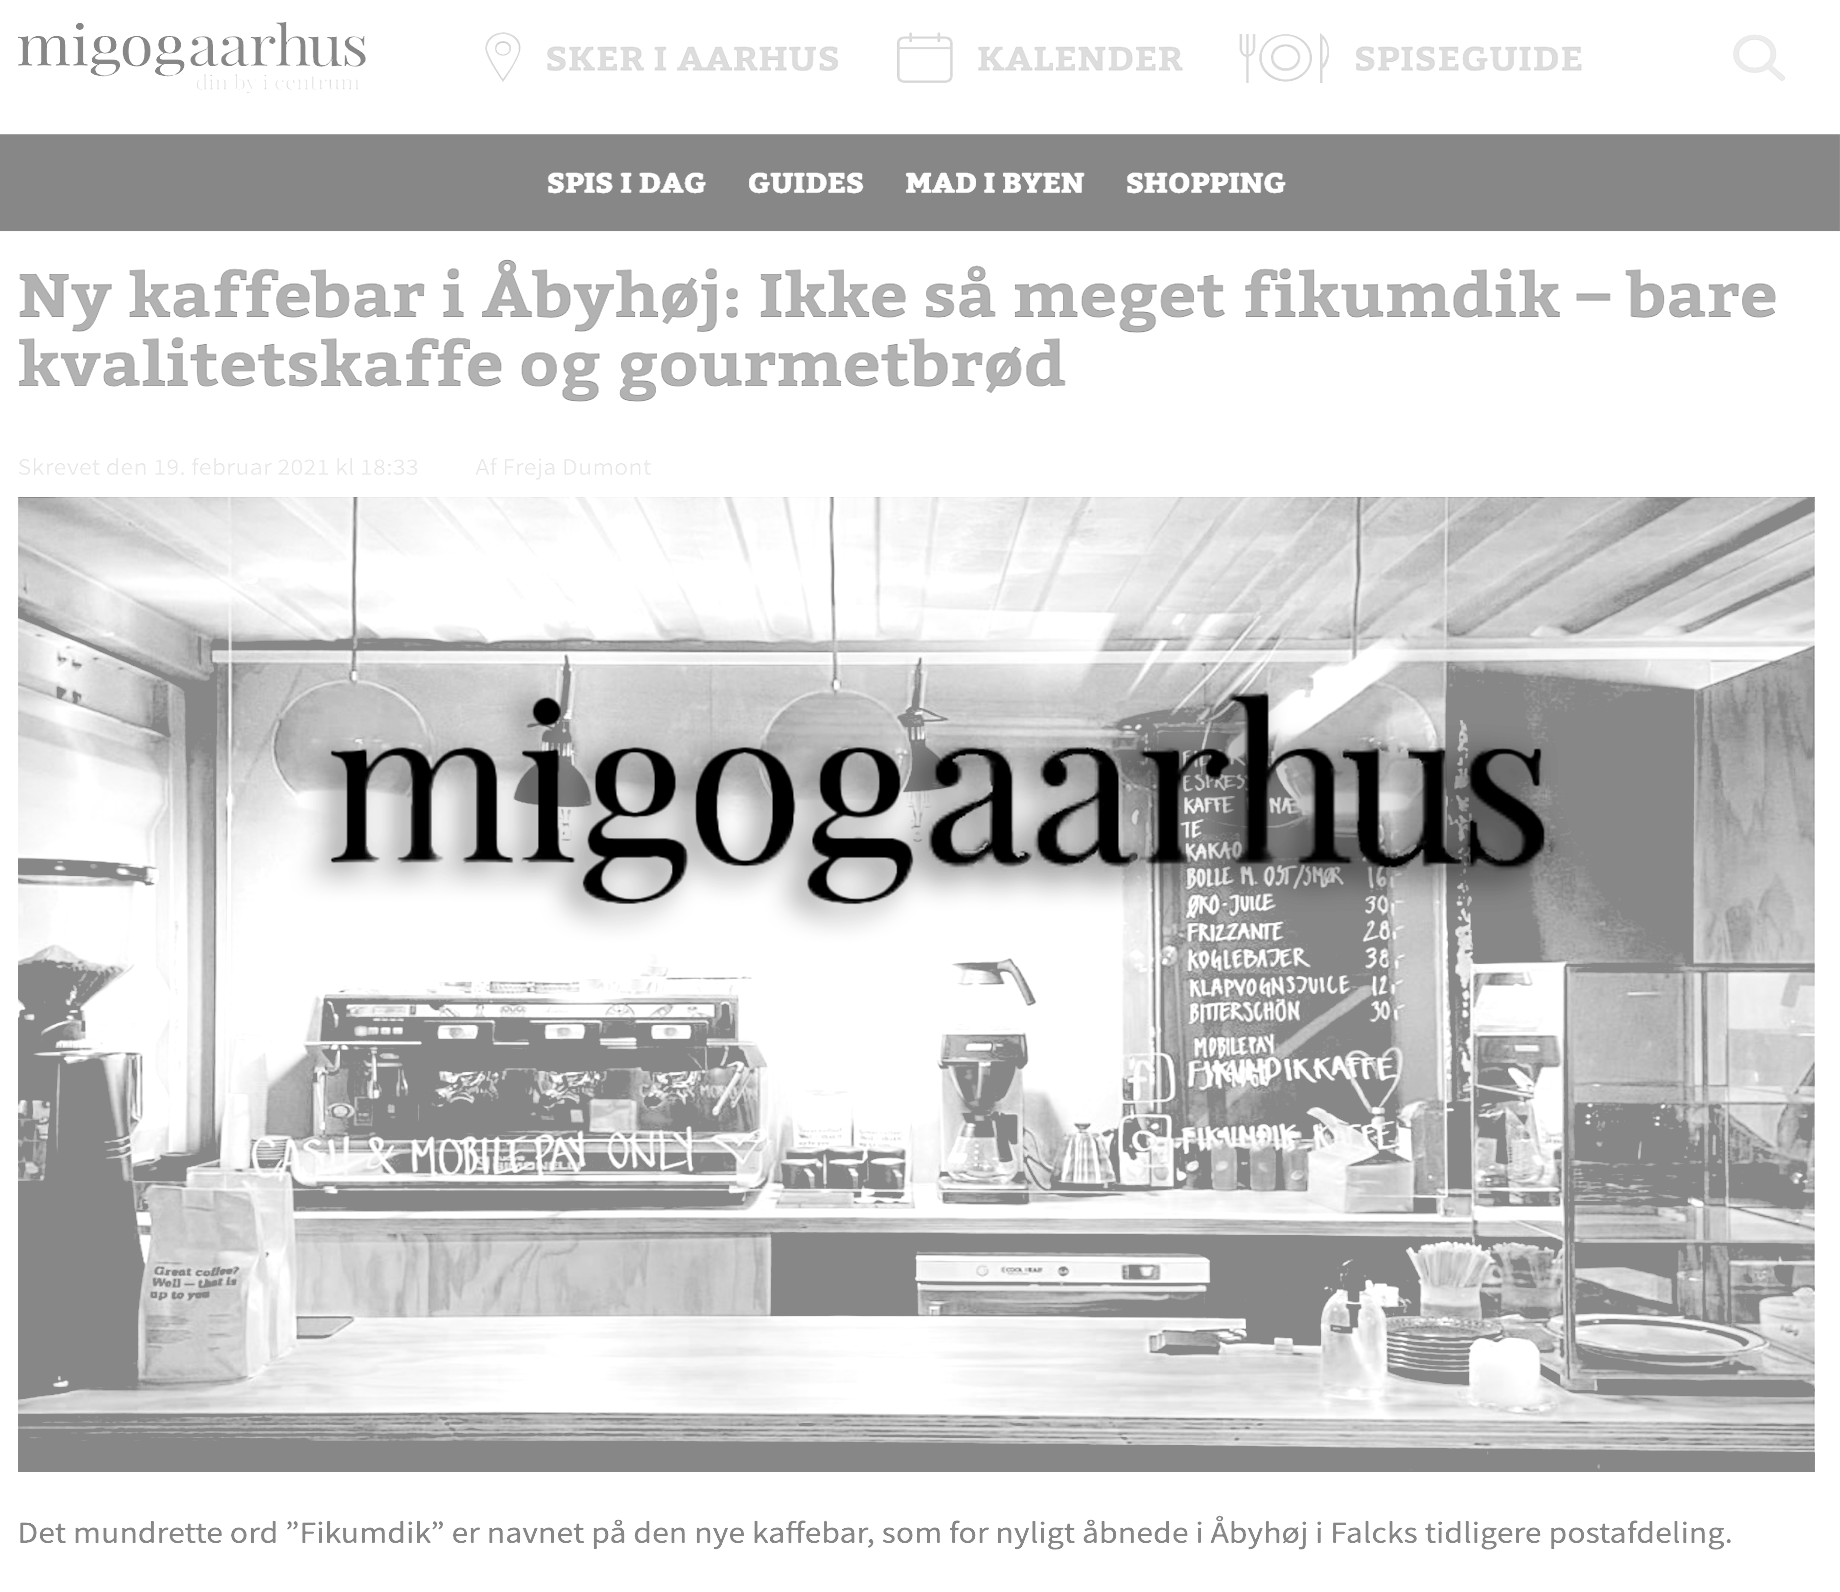 migogaarhus
din by i centrum
SKER I AARHUS
KALENDER
SPISEGUIDE
SPIS I DAG
GUIDES
MAD I BYEN
SHOPPING
Ny kaffebar i Åbyhøj: Ikke så meget fikumdik – bare
kvalitetskaffe og gourmetbrød
Skrevet den 19. februar 2021 kl 18:33
Af Freja Dumont
migogaarhus
KAFFE
TE
KAKAO
BOLLE M. OST/SMØR 16,-
ØKO-JUICE 30,-
FRIZZANTE 28,-
KOGLEBAJER 38,-
KLAPVOGNSJUICE 12,-
BITTERSCHÖN 30,-
MOBILEPAY
FIKUMDIKKAFFE
FIKUMDIK KAFFE
CASH & MOBILEPAY ONLY
Great coffee?
Well – that is
up to you
Det mundrette ord ”Fikumdik” er navnet på den nye kaffebar, som for nyligt åbnede i Åbyhøj i Falcks tidligere postafdeling.